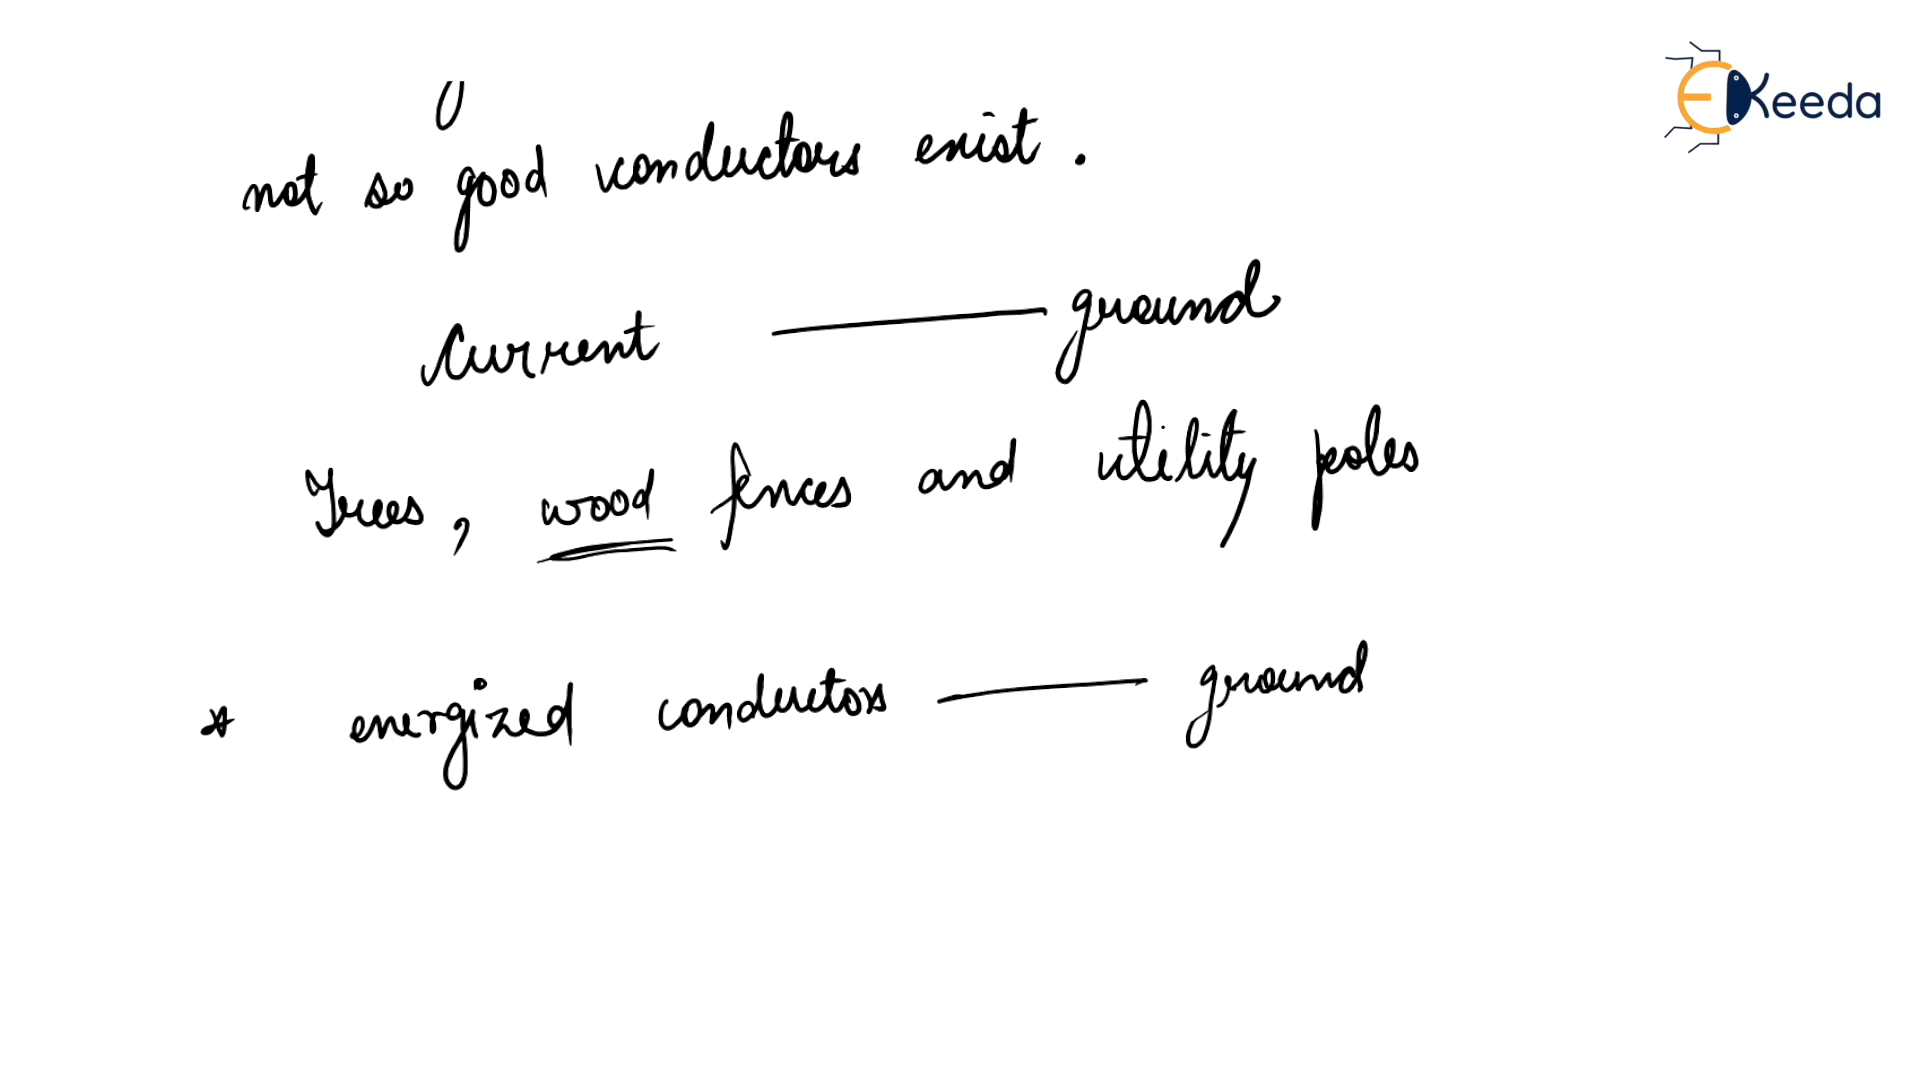 EKeeda
not so good conductors exist.
Current —— ground
Trees, wood fences and utility poles
* energized conductors —— ground